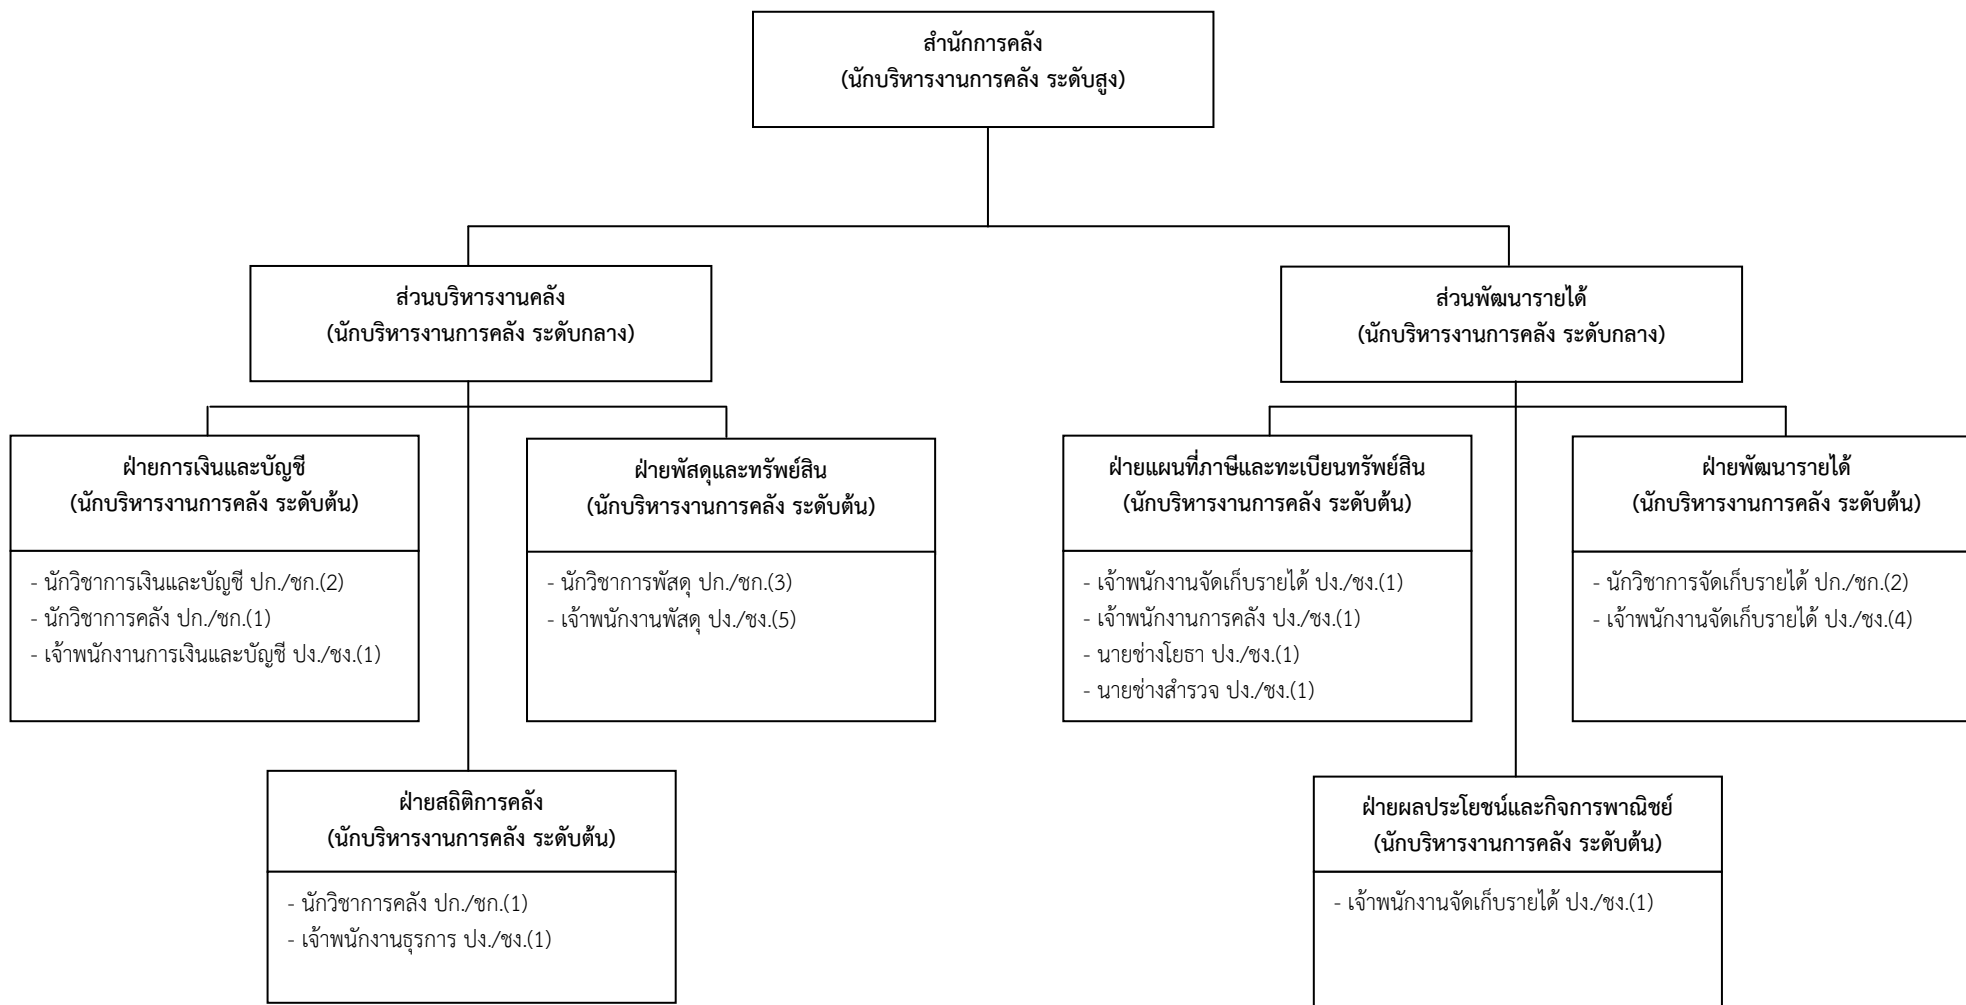 สำนักการคลัง
(นักบริหารงานการคลัง ระดับสูง)
ส่วนบริหารงานคลัง
(นักบริหารงานการคลัง ระดับกลาง)
ส่วนพัฒนารายได้
(นักบริหารงานการคลัง ระดับกลาง)
ฝ่ายการเงินและบัญชี
(นักบริหารงานการคลัง ระดับต้น)
- นักวิชาการเงินและบัญชี ปก./ชก.(2)
- นักวิชาการคลัง ปก./ชก.(1)
- เจ้าพนักงานการเงินและบัญชี ปง./ชง.(1)
ฝ่ายพัสดุและทรัพย์สิน
(นักบริหารงานการคลัง ระดับต้น)
- นักวิชาการพัสดุ ปก./ชก.(3)
- เจ้าพนักงานพัสดุ ปง./ชง.(5)
ฝ่ายแผนที่ภาษีและทะเบียนทรัพย์สิน
(นักบริหารงานการคลัง ระดับต้น)
- เจ้าพนักงานจัดเก็บรายได้ ปง./ชง.(1)
- เจ้าพนักงานการคลัง ปง./ชง.(1)
- นายช่างโยธา ปง./ชง.(1)
- นายช่างสำรวจ ปง./ชง.(1)
ฝ่ายพัฒนารายได้
(นักบริหารงานการคลัง ระดับต้น)
- นักวิชาการจัดเก็บรายได้ ปก./ชก.(2)
- เจ้าพนักงานจัดเก็บรายได้ ปง./ชง.(4)
ฝ่ายสถิติการคลัง
(นักบริหารงานการคลัง ระดับต้น)
- นักวิชาการคลัง ปก./ชก.(1)
- เจ้าพนักงานธุรการ ปง./ชง.(1)
ฝ่ายผลประโยชน์และกิจการพาณิชย์
(นักบริหารงานการคลัง ระดับต้น)
- เจ้าพนักงานจัดเก็บรายได้ ปง./ชง.(1)